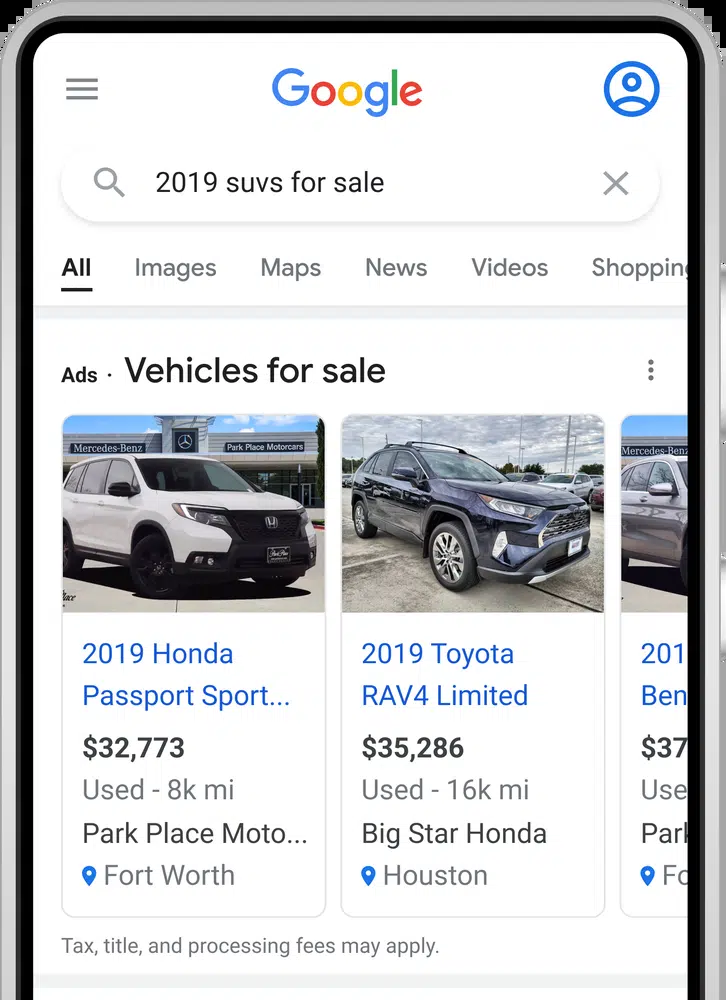 Google
2019 suvs for sale
All Images Maps News Videos Shopping
Ads · Vehicles for sale
Mercedes-Benz Park Place Motorcars
Mercedes-Benz
2019 Honda
Passport Sport...
$32,773
Used - 8k mi
Park Place Moto...
Fort Worth
2019 Toyota
RAV4 Limited
$35,286
Used - 16k mi
Big Star Honda
Houston
201
Ben
$37
Use
Park
Fo
Tax, title, and processing fees may apply.